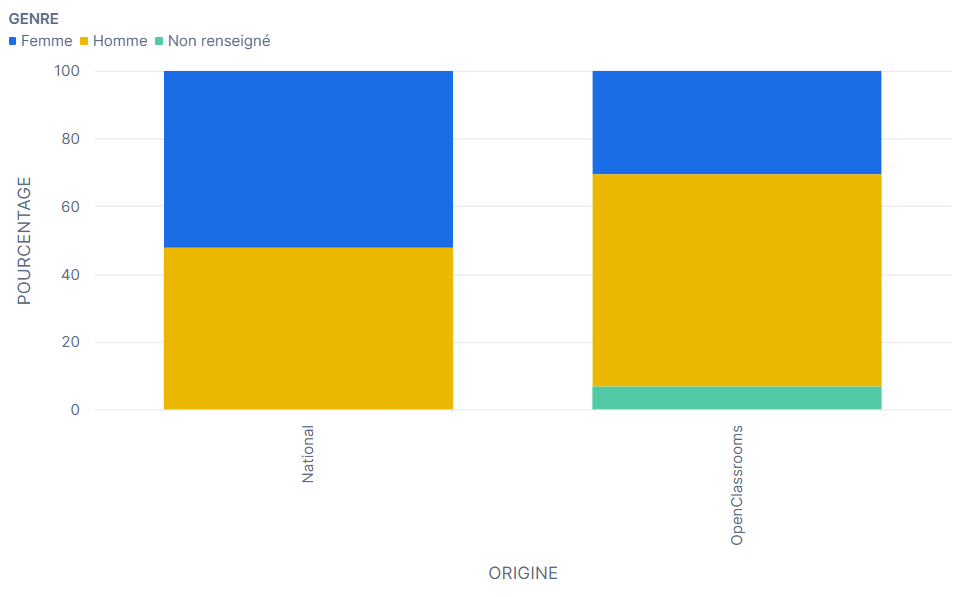 GENRE
Femme Homme Non renseigné
100
80
60
40
20
0
POURCENTAGE
National
OpenClassrooms
ORIGINE